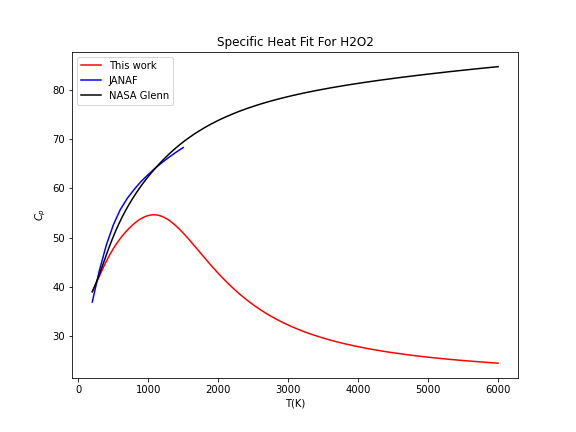 Specific Heat Fit For H2O2
This work
JANAF
NASA Glenn
80
70
60
50
40
30
C_p
0 1000 2000 3000 4000 5000 6000
T(K)